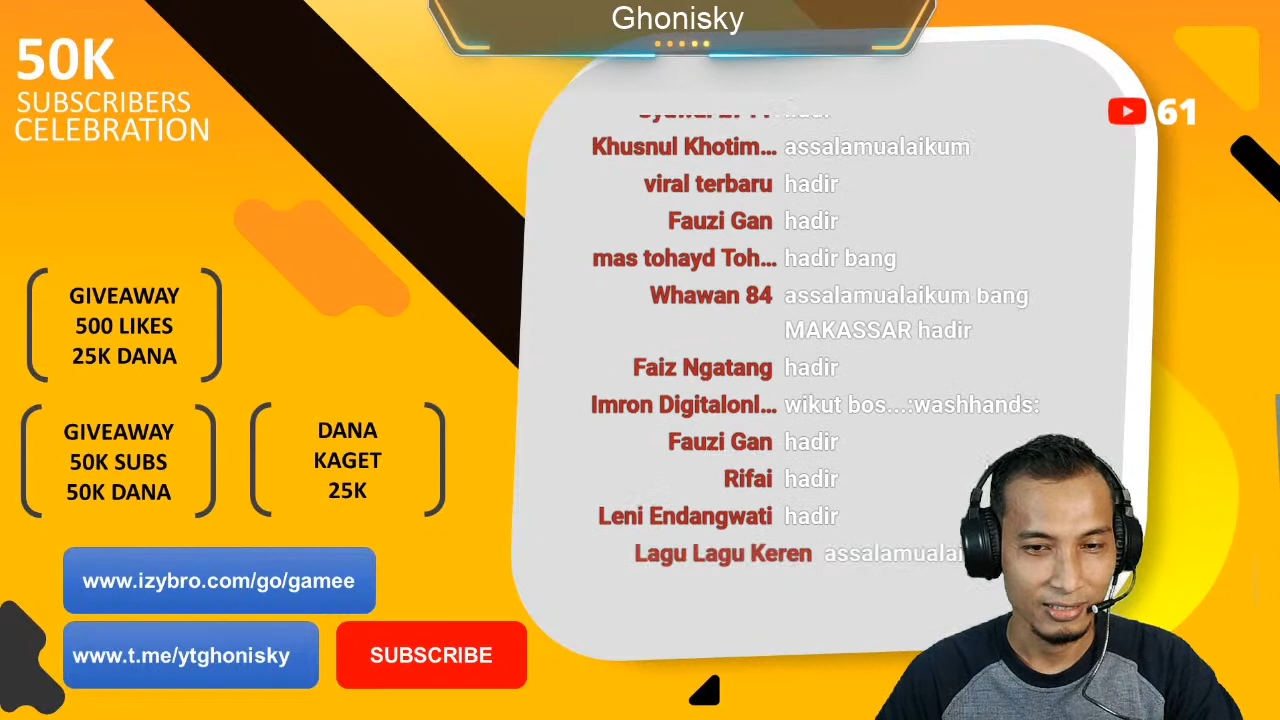 Ghonisky
50K
SUBSCRIBERS
CELEBRATION
61
hadir
Khusnul Khotim... assalamualaikum
viral terbaru hadir
Fauzi Gan hadir
mas tohayd Toh... hadir bang
Whawan 84 assalamualaikum bang
MAKASSAR hadir
Faiz Ngatang hadir
Imron Digitalonl... wikut bos...:washhands:
Fauzi Gan hadir
Rifai hadir
Leni Endangwati hadir
Lagu Lagu Keren assalamualai
GIVEAWAY
500 LIKES
25K DANA
GIVEAWAY
50K SUBS
50K DANA
DANA
KAGET
25K
www.izybro.com/go/gamee
www.t.me/ytghonisky
SUBSCRIBE